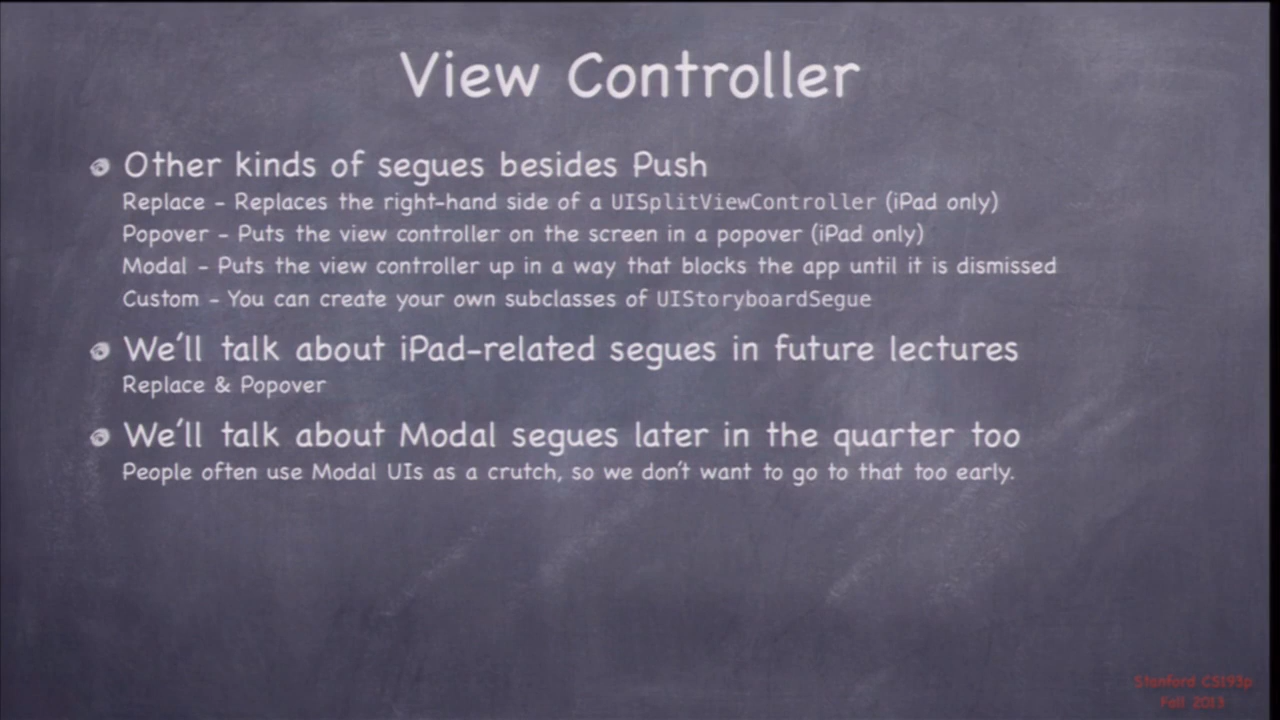 View Controller
Other kinds of segues besides Push
Replace - Replaces the right-hand side of a UISplitViewController (iPad only)
Popover - Puts the view controller on the screen in a popover (iPad only)
Modal - Puts the view controller up in a way that blocks the app until it is dismissed
Custom - You can create your own subclasses of UIStoryboardSegue
We'll talk about iPad-related segues in future lectures
Replace & Popover
We'll talk about Modal segues later in the quarter too
People often use Modal UIs as a crutch, so we don't want to go to that too early.
Stanford CS193p
Fall 2013